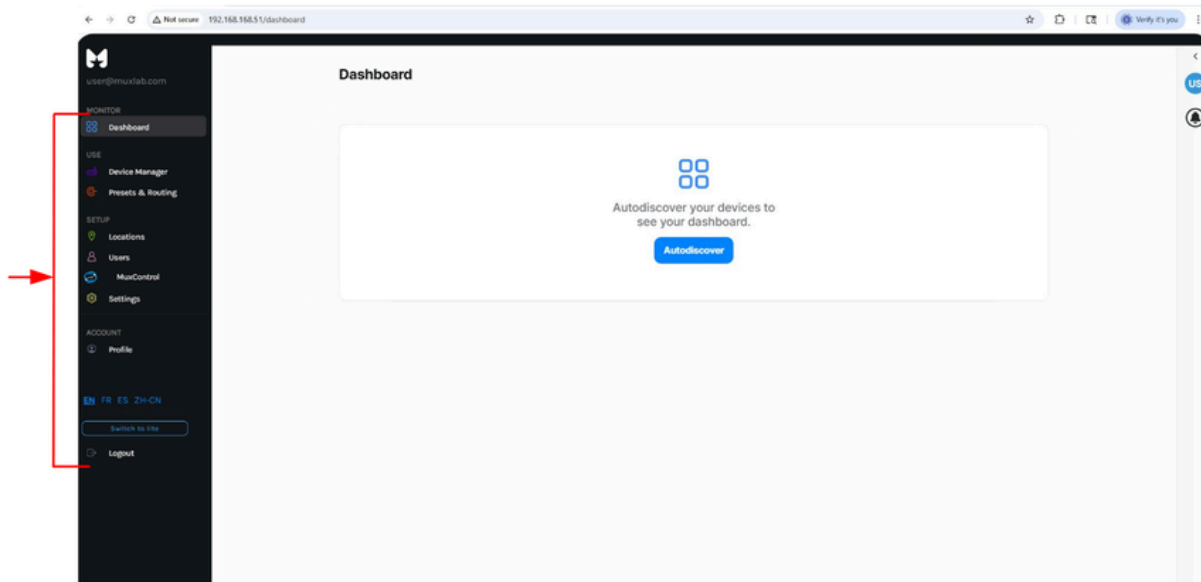 Not secure 192.168.168.51/dashboard
Verify it's you
user@muxlab.com
MONITOR
Dashboard
USE
Device Manager
Presets & Routing
SETUP
Locations
Users
MuxControl
Settings
ACCOUNT
Profile
EN FR ES ZH-CN
Switch to lite
Logout
Dashboard
Autodiscover your devices to
see your dashboard.
Autodiscover
US